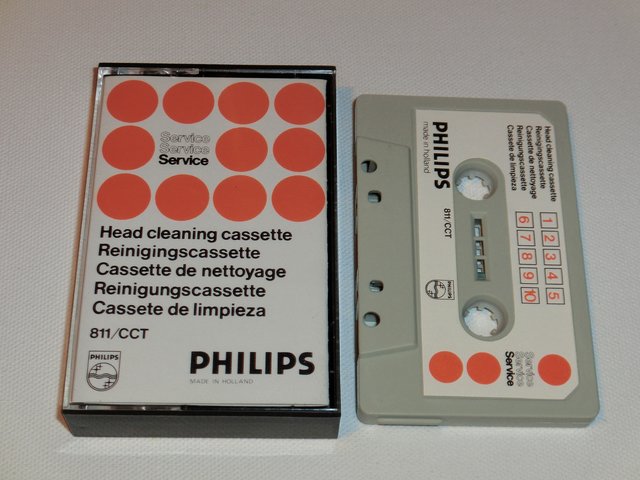 Service
Service
Service
Head cleaning cassette
Reinigingscassette
Cassette de nettoyage
Reinigungscassette
Cassete de limpieza
811/CCT
PHILIPS
PHILIPS
MADE IN HOLLAND
Head cleaning cassette
Reinigingscassette
Cassette de nettoyage
Reinigungscassette
Cassete de limpieza
1 2 3 4 5
6 7 8 9 10
PHILIPS
made in holland
811/CCT
PHILIPS
Service
Service
Service